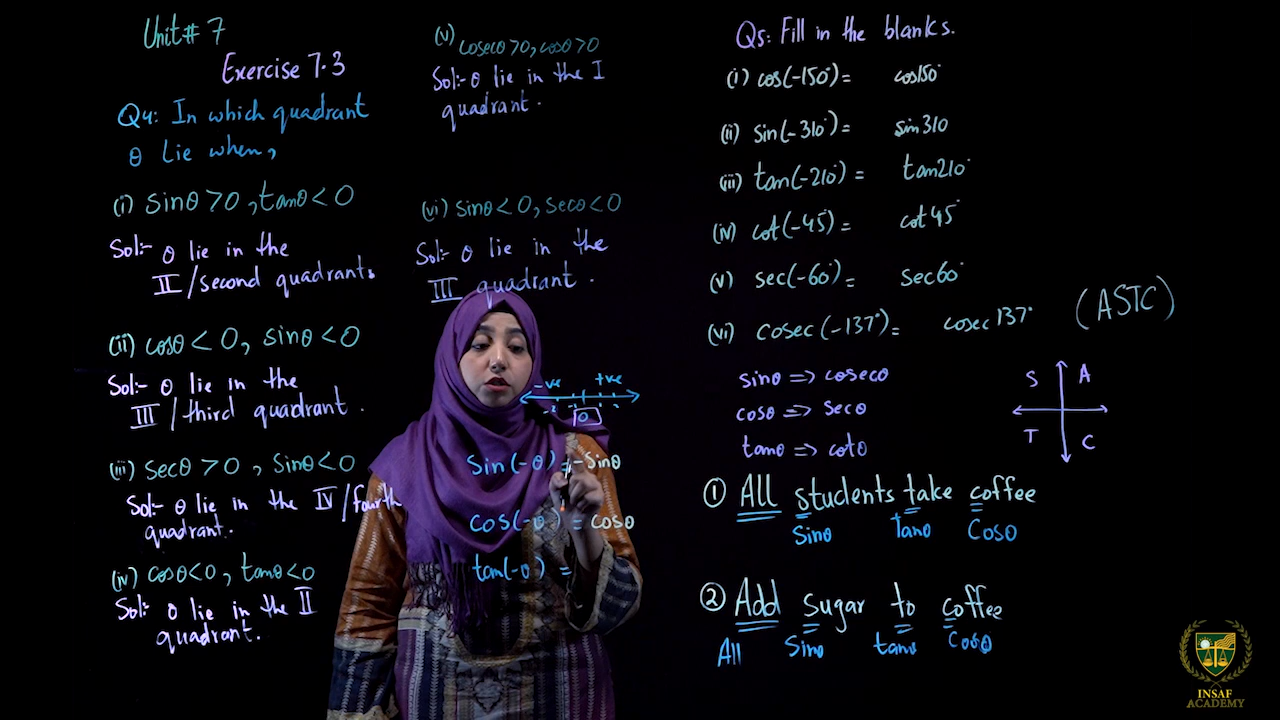 Unit# 7
Exercise 7.3
Q4: In which quadrant
θ Lie when,
(i) sinθ >0 , tanθ < 0
Sol:- θ lie in the
II/second quadrants
(ii) cosθ < 0, sinθ < 0
Sol:- θ lie in the
III/third quadrant.
(iii) secθ >0 , sinθ <0
Sol:- θ lie in the IV/fourth
quadrant.
(iv) cosθ<0 , tanθ <0
Sol:- θ lie in the II
quadrant.
(v) cosecθ >0, cosθ >0
Sol:- θ lie in the I
quadrant.
(vi) sinθ < 0, secθ < 0
Sol:- θ lie in the
III quadrant.
-ve +ve
-2 0
Sin(-θ) = -Sinθ
cos(-θ) = cosθ
tan(-θ) =
Q5: Fill in the blanks.
(i) cos(-150°)= cos150°
(ii) sin(-310°)= sin310
(iii) tan(-210°) = tan210°
(iv) cot(-45°) = cot45°
(v) sec(-60°)= sec60°
(vi) cosec(-137°)= cosec137°
(ASTC)
sinθ => cosecθ
cosθ => secθ
tanθ => cotθ
S A
T C
① All students take coffee
Sinθ tanθ Cosθ
② Add sugar to coffee
All Sinθ tanθ Cosθ
INSAF
ACADEMY